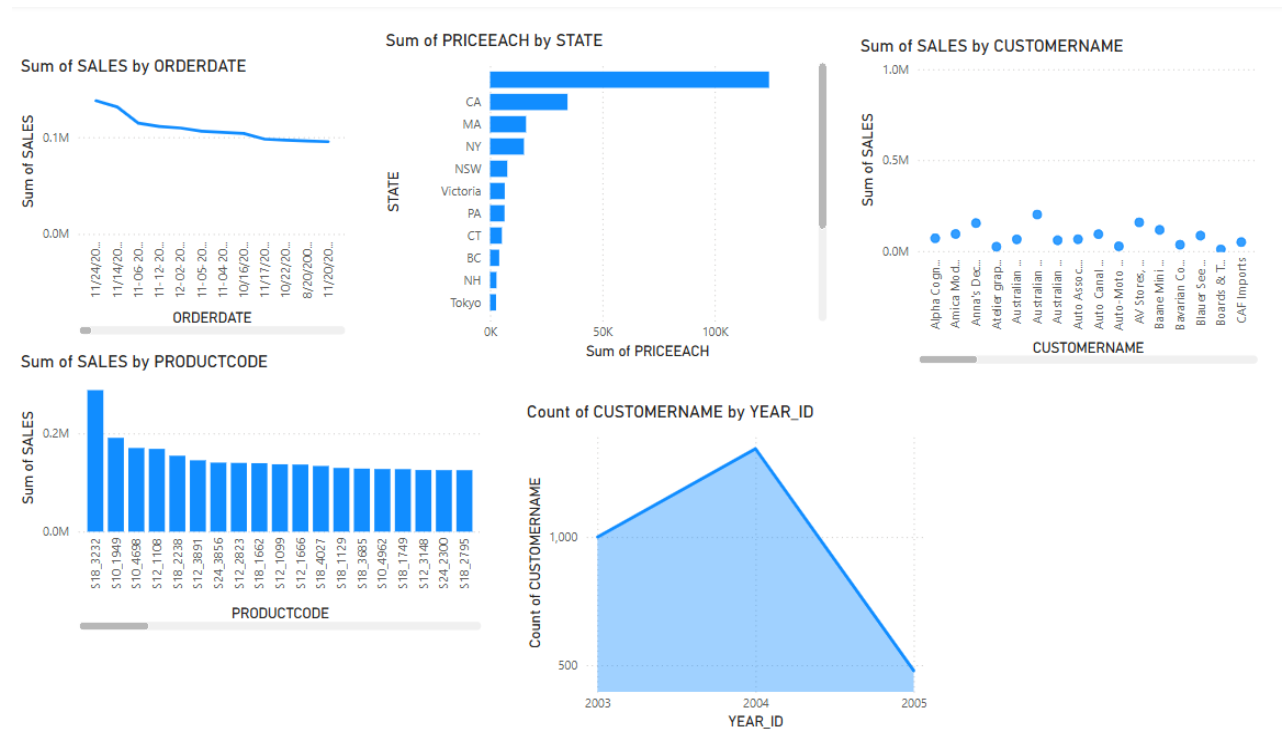 Sum of SALES by ORDERDATE
Sum of SALES
0.1M
0.0M
11/24/20...
11/14/20...
11-06 20...
11-12 20...
12-02 20...
11-05 20...
11-04 20...
10/16/20...
11/17/20...
10/22/20...
8/20/200...
11/20/20...
ORDERDATE
Sum of PRICEEACH by STATE
STATE
CA
MA
NY
NSW
Victoria
PA
CT
BC
NH
Tokyo
0K
50K
100K
Sum of PRICEEACH
Sum of SALES by CUSTOMERNAME
Sum of SALES
1.0M
0.5M
0.0M
Alpha Cogn...
Amica Mod...
Anna's Dec...
Atelier grap...
Australian ...
Australian ...
Australian ...
Auto Assoc...
Auto Canal ...
Auto-Moto ...
AV Stores, ...
Baane Mini ...
Bavarian Co...
Blauer See...
Boards & T...
CAF Imports
CUSTOMERNAME
Sum of SALES by PRODUCTCODE
Sum of SALES
0.2M
0.0M
S18_3232
S10_1949
S10_4698
S12_1108
S18_2238
S12_3891
S24_3856
S12_2823
S18_1662
S12_1099
S12_1666
S18_4027
S18_1129
S18_3685
S10_4962
S18_1749
S12_3148
S24_2300
S18_2795
PRODUCTCODE
Count of CUSTOMERNAME by YEAR_ID
Count of CUSTOMERNAME
1,000
500
2003
2004
2005
YEAR_ID